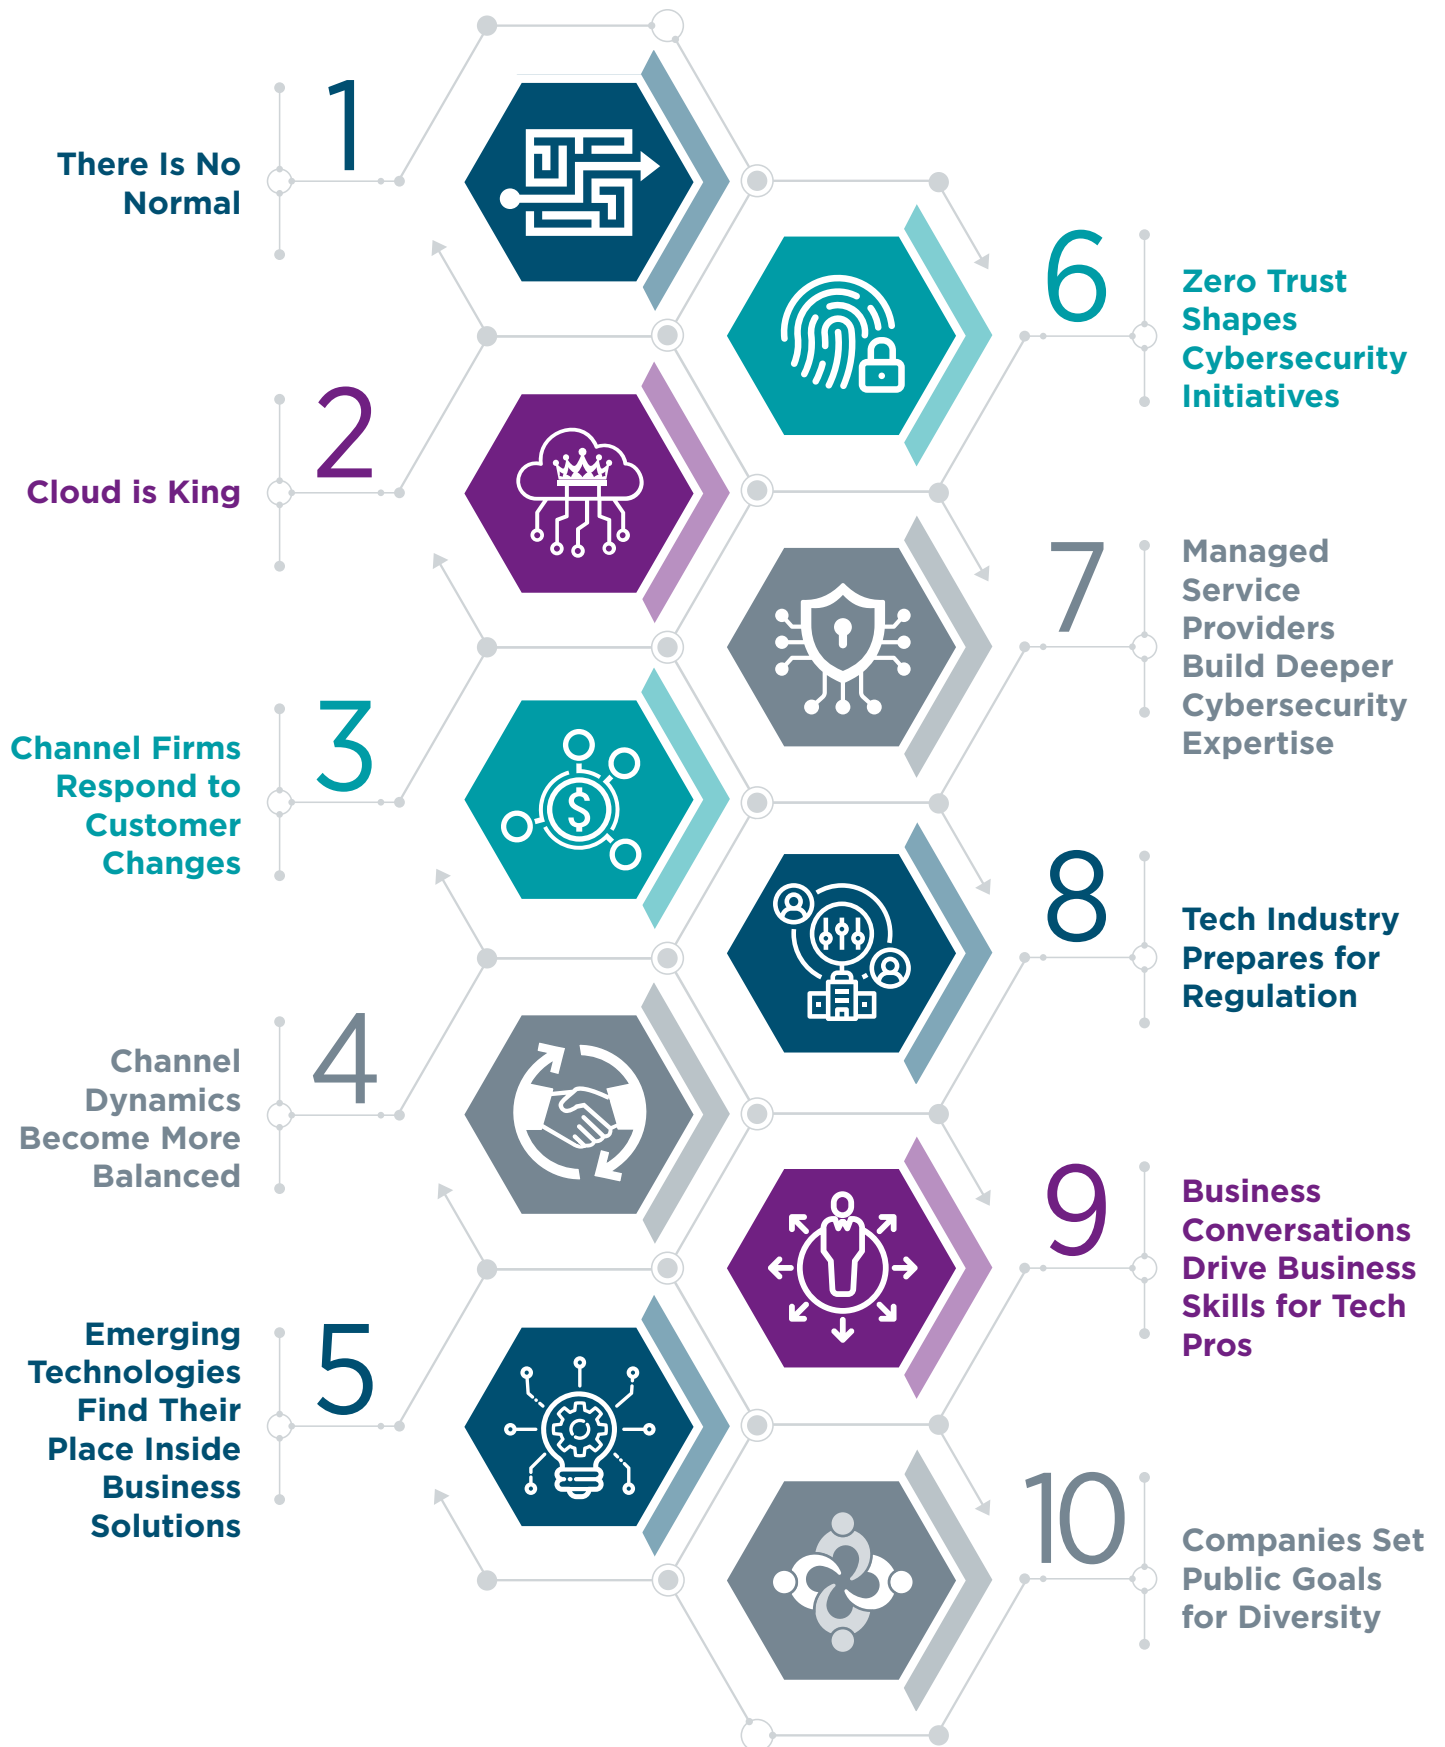 1
There Is No
Normal
2
Cloud is King
3
Channel Firms
Respond to
Customer
Changes
$
4
Channel
Dynamics
Become More
Balanced
5
Emerging
Technologies
Find Their
Place Inside
Business
Solutions
6
Zero Trust
Shapes
Cybersecurity
Initiatives
7
Managed
Service
Providers
Build Deeper
Cybersecurity
Expertise
8
Tech Industry
Prepares for
Regulation
9
Business
Conversations
Drive Business
Skills for Tech
Pros
10
Companies Set
Public Goals
for Diversity